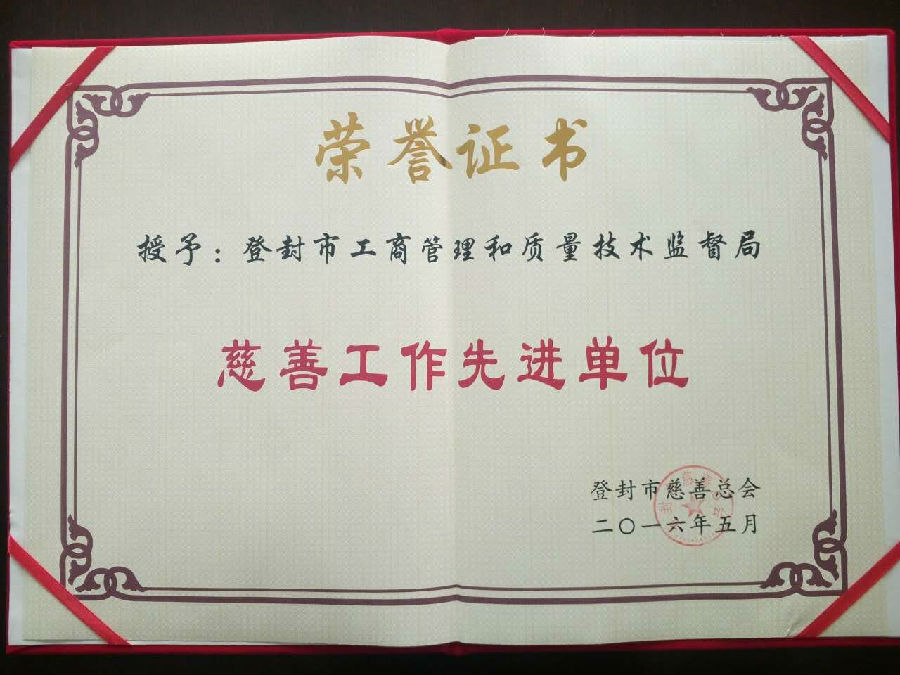 荣誉证书
授予：登封市工商管理和质量技术监督局
慈善工作先进单位
登封市慈善总会
二〇一六年五月